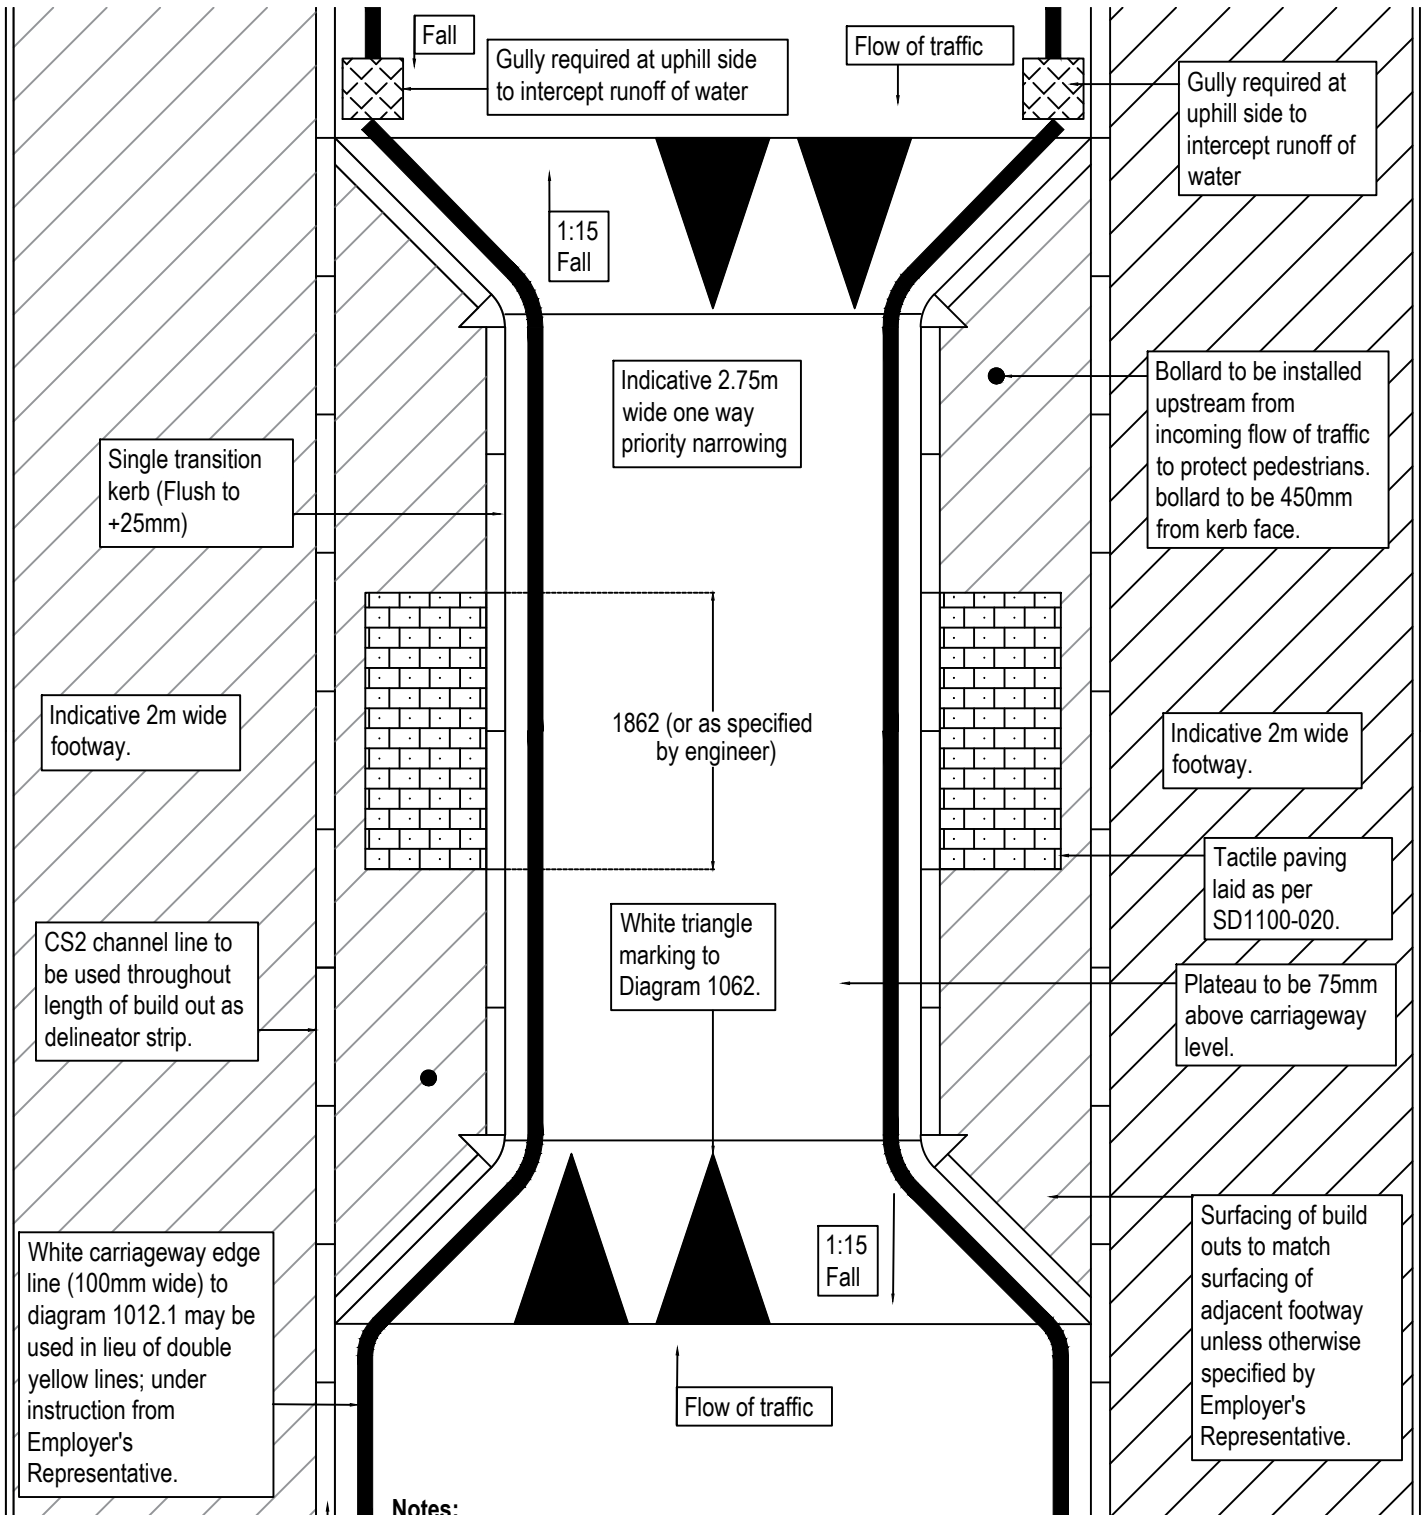 Fall
Gully required at uphill side
to intercept runoff of water
Flow of traffic
Gully required at
uphill side to
intercept runoff of
water
1:15
Fall
Indicative 2.75m
wide one way
priority narrowing
Bollard to be installed
upstream from
incoming flow of traffic
to protect pedestrians.
bollard to be 450mm
from kerb face.
Single transition
kerb (Flush to
+25mm)
Indicative 2m wide
footway.
1862 (or as specified
by engineer)
Indicative 2m wide
footway.
Tactile paving
laid as per
SD1100-020.
CS2 channel line to
be used throughout
length of build out as
delineator strip.
White triangle
marking to
Diagram 1062.
Plateau to be 75mm
above carriageway
level.
White carriageway edge
line (100mm wide) to
diagram 1012.1 may be
used in lieu of double
yellow lines; under
instruction from
Employer's
Representative.
1:15
Fall
Surfacing of build
outs to match
surfacing of
adjacent footway
unless otherwise
specified by
Employer's
Representative.
Flow of traffic
Notes: